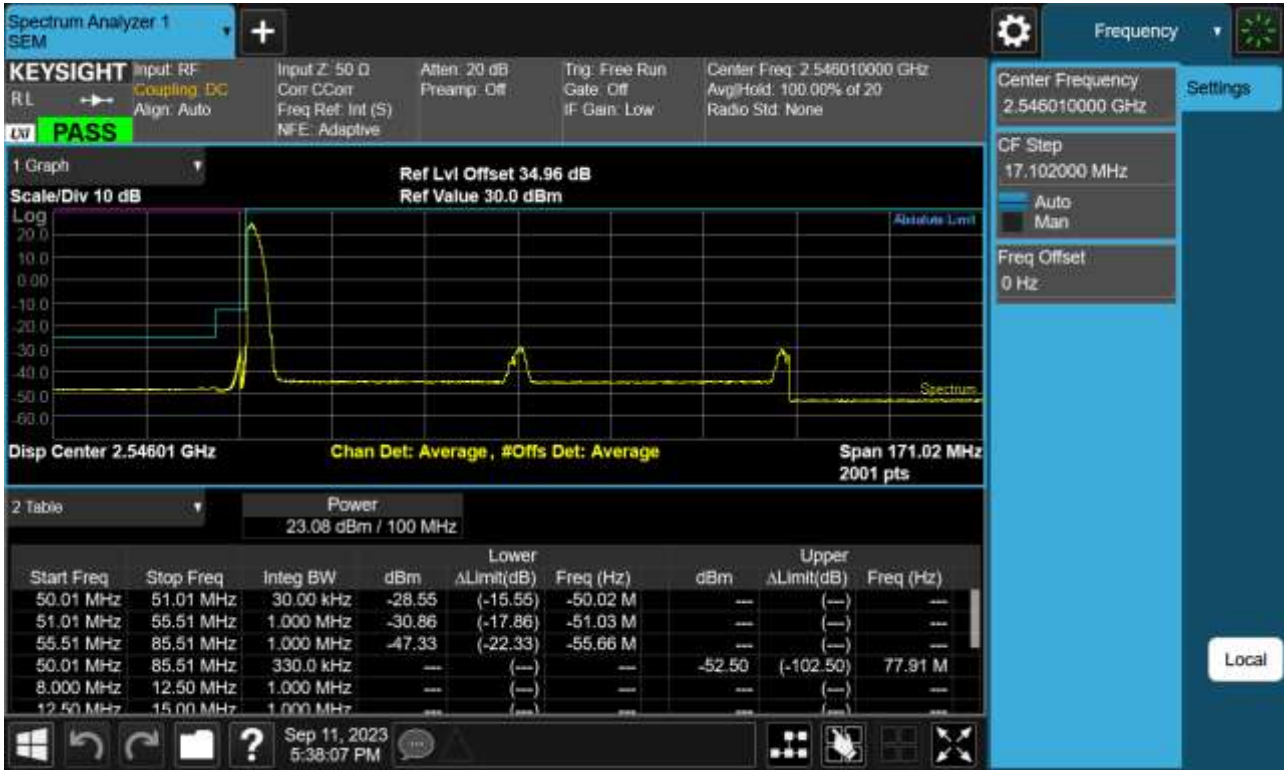 Spectrum Analyzer 1
SEM
+
Frequency
KEYSIGHT
RL
LXI
PASS
Input: RF
Coupling: DC
Align: Auto
Input Z: 50 Ω
Corr CCorr
Freq Ref: Int (S)
NFE: Adaptive
Atten: 20 dB
Preamp: Off
Trig: Free Run
Gate: Off
IF Gain: Low
Center Freq: 2.546010000 GHz
Avg|Hold: 100.00% of 20
Radio Std: None
Center Frequency
2.546010000 GHz
Settings
CF Step
17.102000 MHz
Auto
Man
Freq Offset
0 Hz
Local
1 Graph
Scale/Div 10 dB
Ref Lvl Offset 34.96 dB
Ref Value 30.0 dBm
Log
20.0
10.0
0.00
-10.0
-20.0
-30.0
-40.0
-50.0
-60.0
Absolute Limit
Spectrum
Disp Center 2.54601 GHz
Chan Det: Average, #Offs Det: Average
Span 171.02 MHz
2001 pts
2 Table
Power
23.08 dBm / 100 MHz
Lower Upper
Start Freq Stop Freq Integ BW dBm ΔLimit(dB) Freq (Hz) dBm ΔLimit(dB) Freq (Hz)
50.01 MHz 51.01 MHz 30.00 kHz -28.55 (-15.55) -50.02 M --- (---) ---
51.01 MHz 55.51 MHz 1.000 MHz -30.86 (-17.86) -51.03 M --- (---) ---
55.51 MHz 85.51 MHz 1.000 MHz -47.33 (-22.33) -55.66 M --- (---) ---
50.01 MHz 85.51 MHz 330.0 kHz --- (---) --- -52.50 (-102.50) 77.91 M
8.000 MHz 12.50 MHz 1.000 MHz --- (---) --- --- (---) ---
12.50 MHz 15.00 MHz 1.000 MHz --- (---) --- --- (---) ---
?
Sep 11, 2023
5:38:07 PM